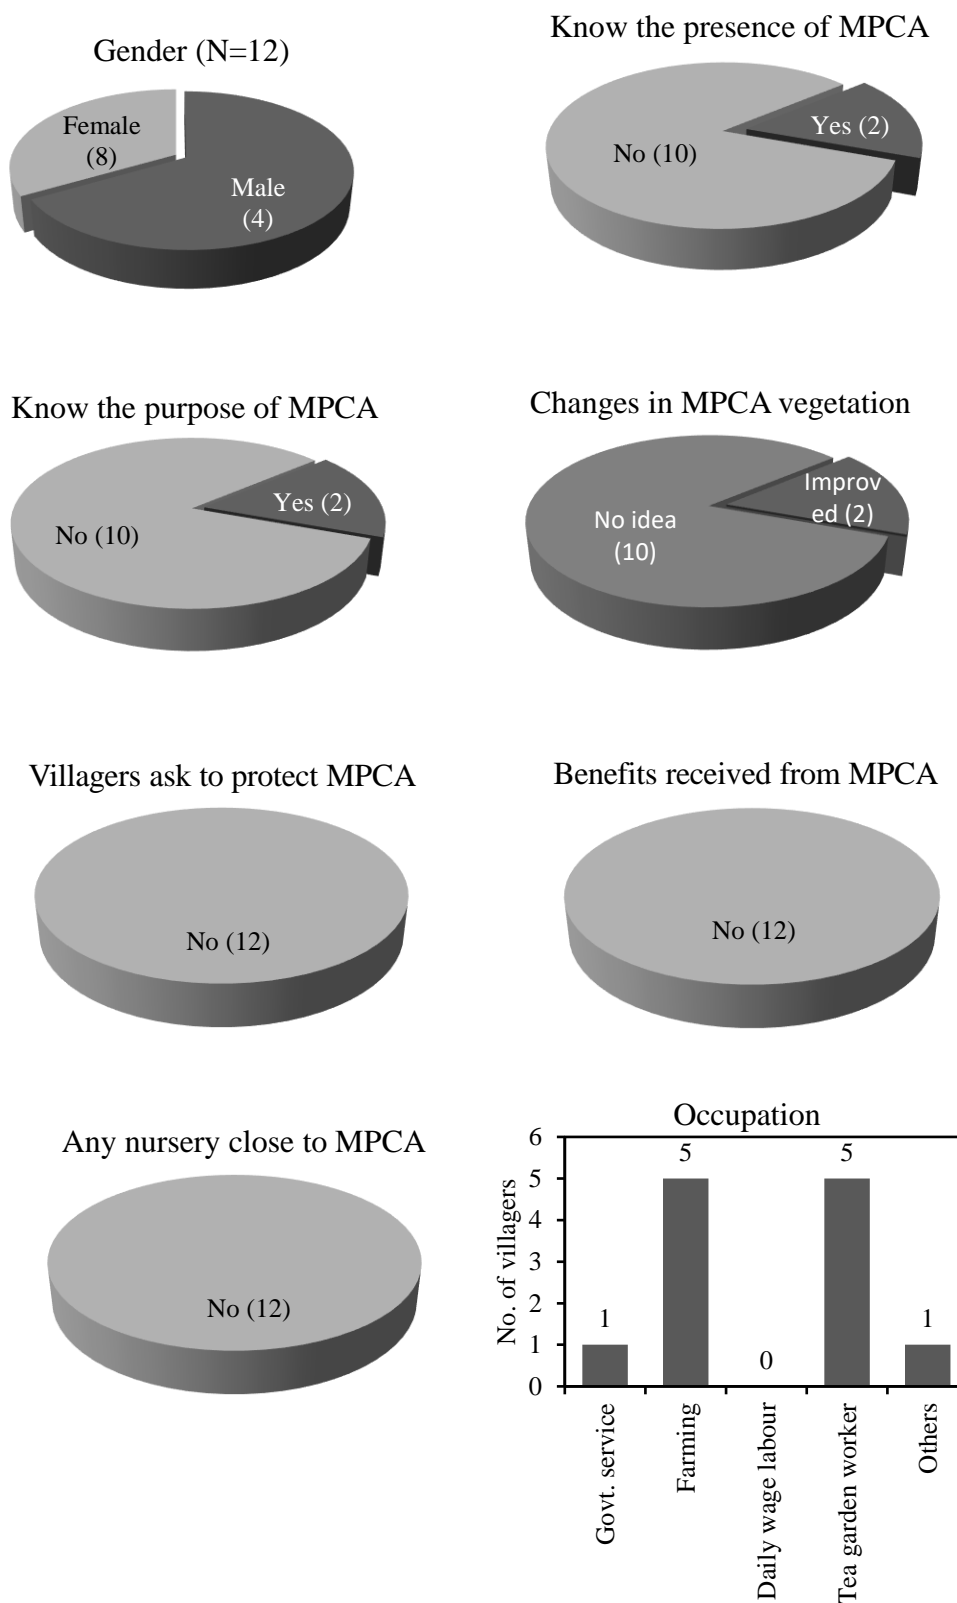 Gender (N=12)
Female
(8)
Male
(4)
Know the presence of MPCA
No (10)
Yes (2)
Know the purpose of MPCA
No (10)
Yes (2)
Changes in MPCA vegetation
No idea
(10)
Improv
ed (2)
Villagers ask to protect MPCA
No (12)
Benefits received from MPCA
No (12)
Any nursery close to MPCA
No (12)
Occupation
No. of villagers
6
5
4
3
2
1
0
1
5
0
5
1
Govt. service
Farming
Daily wage labour
Tea garden worker
Others